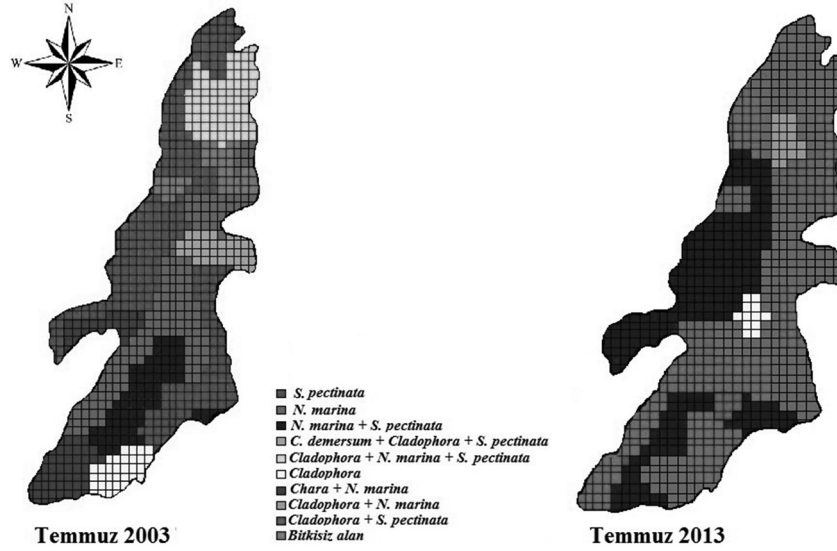 N
W E
S
S. pectinata
N. marina
N. marina + S. pectinata
C. demersum + Cladophora + S. pectinata
Cladophora + N. marina + S. pectinata
Cladophora
Chara + N. marina
Cladophora + N. marina
Cladophora + S. pectinata
Bitkisiz alan
Temmuz 2003
Temmuz 2013